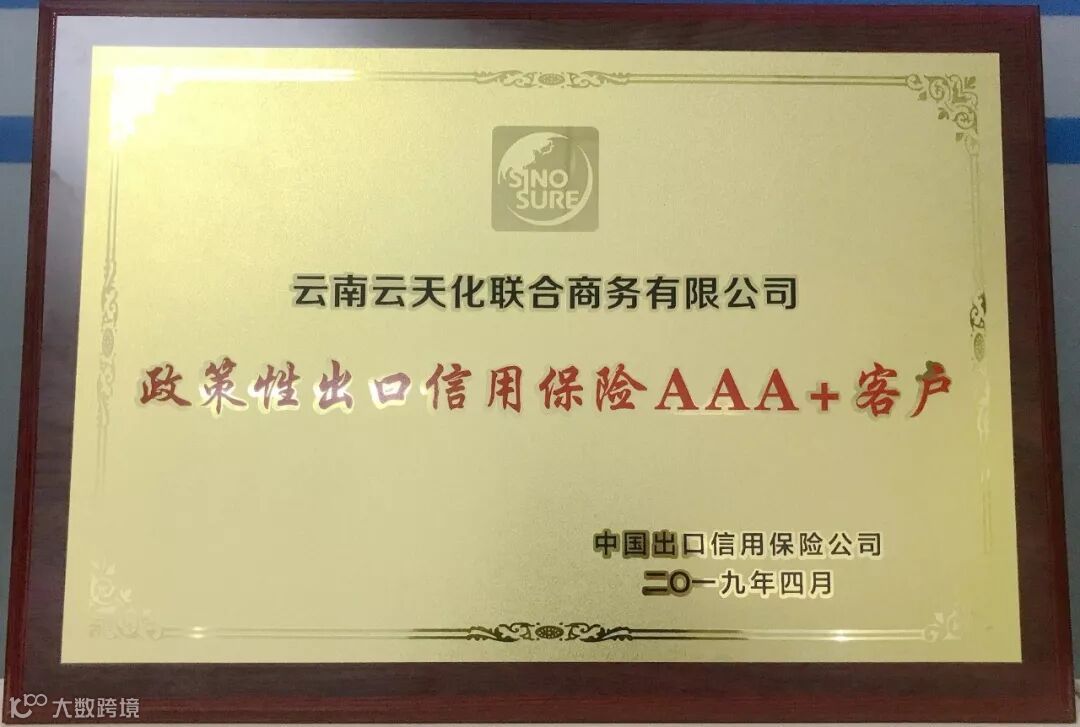 SINO
SURE
云南云天化联合商务有限公司
政策性出口信用保险AAA+客户
中国出口信用保险公司
二〇一九年四月
大数跨境